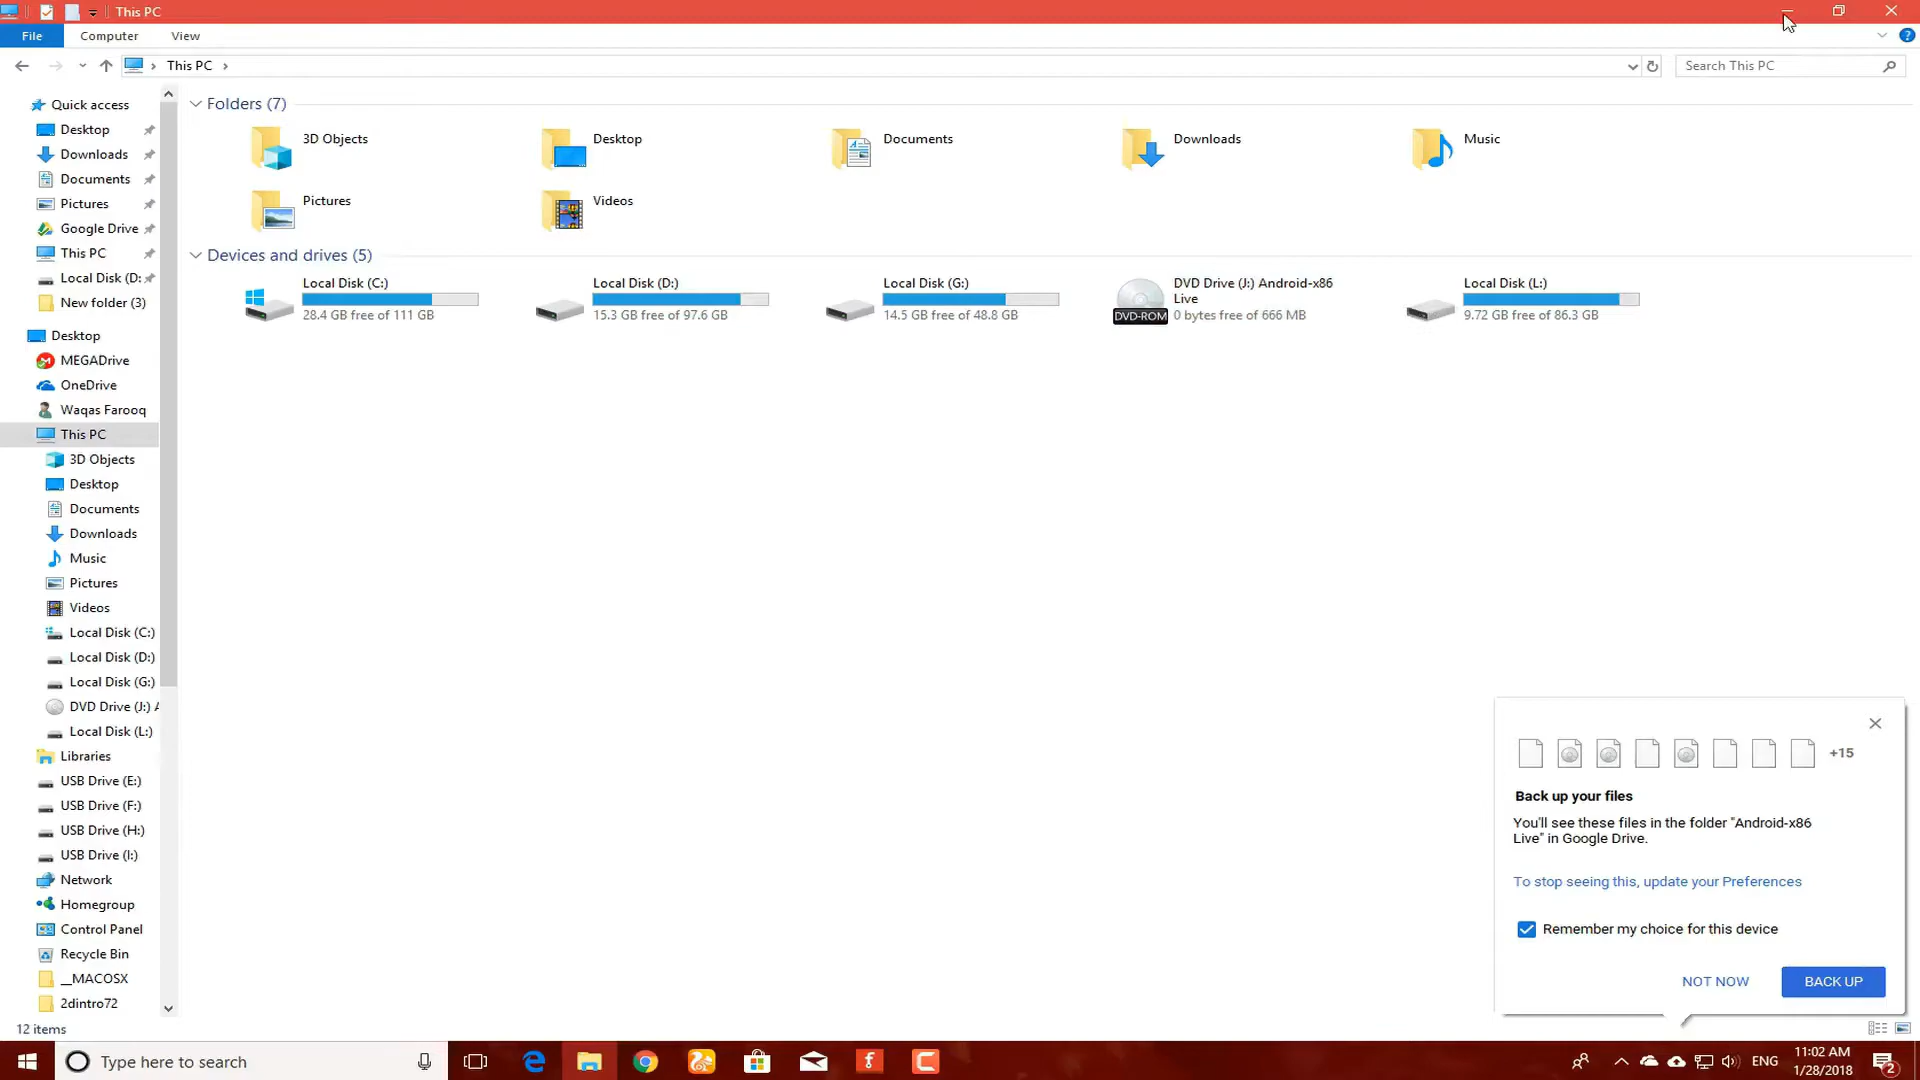 This PC
File
Computer
View
This PC
Search This PC
Quick access
Desktop
Downloads
Documents
Pictures
Google Drive
This PC
Local Disk (D:
New folder (3)
Desktop
MEGADrive
OneDrive
Waqas Farooq
This PC
3D Objects
Desktop
Documents
Downloads
Music
Pictures
Videos
Local Disk (C:)
Local Disk (D:)
Local Disk (G:)
DVD Drive (J:) A
Local Disk (L:)
Libraries
USB Drive (E:)
USB Drive (F:)
USB Drive (H:)
USB Drive (I:)
Network
Homegroup
Control Panel
Recycle Bin
__MACOSX
2dintro72
Folders (7)
3D Objects
Desktop
Documents
Downloads
Music
Pictures
Videos
Devices and drives (5)
Local Disk (C:)
28.4 GB free of 111 GB
Local Disk (D:)
15.3 GB free of 97.6 GB
Local Disk (G:)
14.5 GB free of 48.8 GB
DVD-ROM
DVD Drive (J:) Android-x86
Live
0 bytes free of 666 MB
Local Disk (L:)
9.72 GB free of 86.3 GB
+15
Back up your files
You'll see these files in the folder "Android-x86
Live" in Google Drive.
To stop seeing this, update your Preferences
Remember my choice for this device
NOT NOW
BACK UP
12 items
Type here to search
ENG
11:02 AM
1/28/2018
2